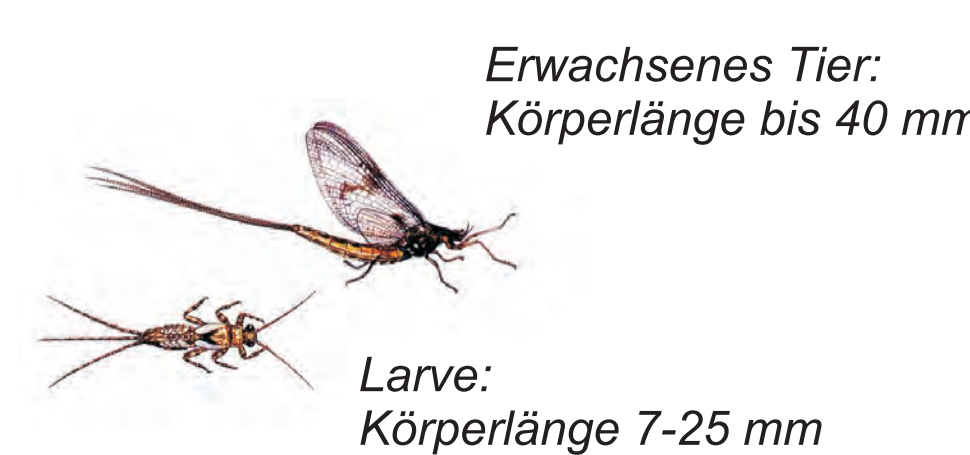 Erwachsenes Tier:
Körperlänge bis 40 mm
Larve:
Körperlänge 7-25 mm